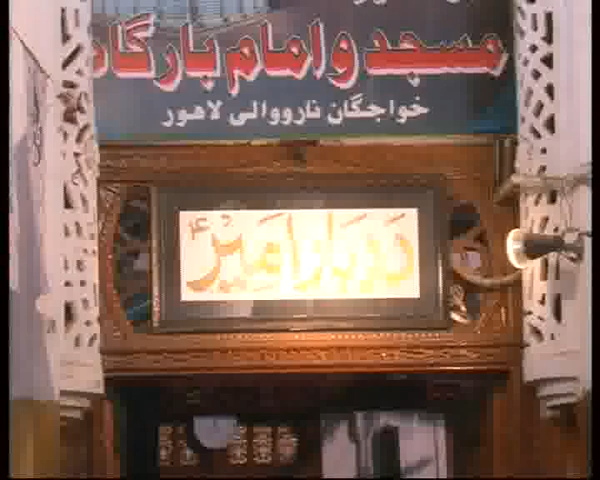 مسجد و امام بارگاہ
خواجگان نارووالی لاہور
دربار امیر ؑ